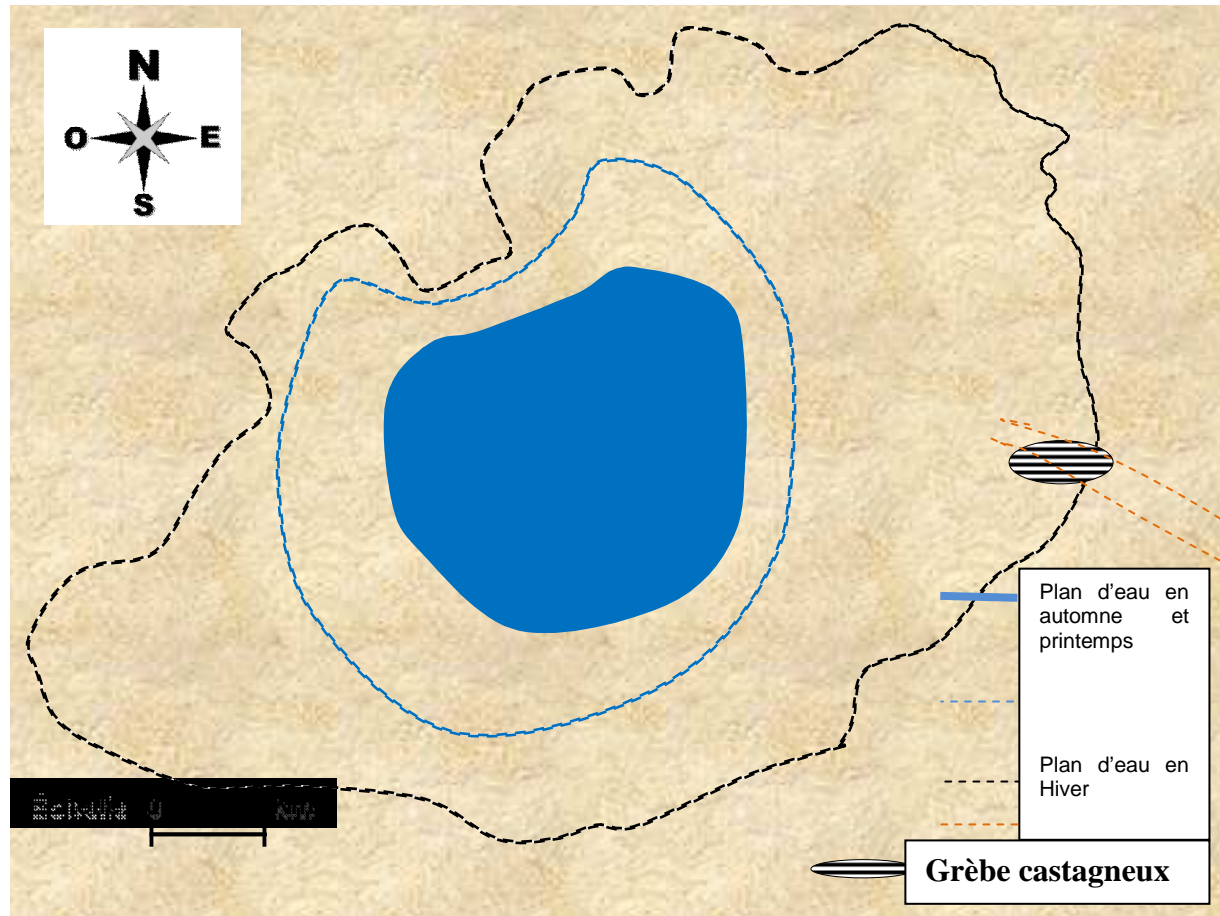 N
O E
S
Plan d'eau en
automne et
printemps
Plan d'eau en
Hiver
Grèbe castagneux